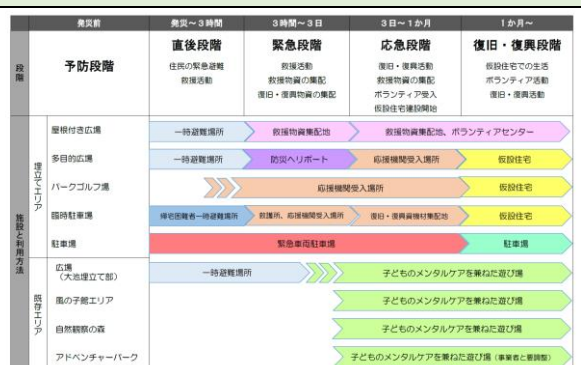 発災前 発災～3時間 3時間～3日 3日～1か月 1か月～
段階
予防段階
直後段階
住民の緊急避難
救援活動
緊急段階
救援活動
救援物資の集配
復旧・復興物資の集配
応急段階
復旧・復興活動
救援物資の集配
ボランティア受入
仮設住宅建設開始
復旧・復興段階
仮設住宅での生活
ボランティア活動
復旧・復興活動
施設と利用方法
埋立てエリア
屋根付き広場 一時避難場所 救援物資集配地 救援物資集配地、ボランティアセンター
多目的広場 一時避難場所 防災ヘリポート 応援機関受入場所 仮設住宅
パークゴルフ場 応援機関受入場所 仮設住宅
臨時駐車場 帰宅困難者一時避難場所 救護所、応援機関受入場所 復旧・復興資機材集配地 仮設住宅
駐車場 緊急車両駐車場 駐車場
既存エリア
広場
(大池埋立て部) 一時避難場所 子どものメンタルケアを兼ねた遊び場
風の子館エリア 子どものメンタルケアを兼ねた遊び場
自然観察の森 子どものメンタルケアを兼ねた遊び場
アドベンチャーパーク 子どものメンタルケアを兼ねた遊び場(事業者と要調整)